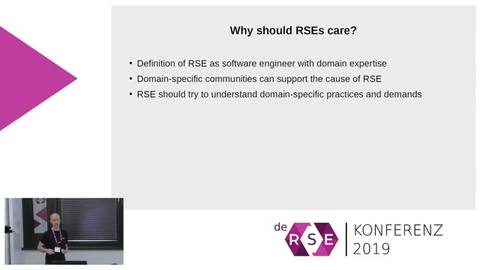 Why should RSEs care?
• Definition of RSE as software engineer with domain expertise
• Domain-specific communities can support the cause of RSE
• RSE should try to understand domain-specific practices and demands
de RSE
KONFERENZ
2019